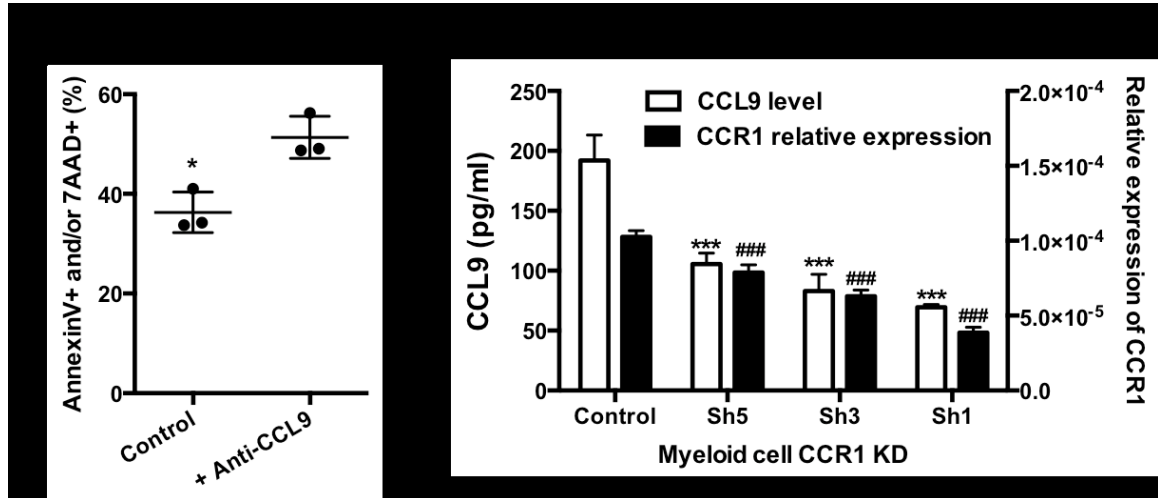 AnnexinV+ and/or 7AAD+ (%)
60
40
20
0
*
Control
+ Anti-CCL9
CCL9 (pg/ml)
250
200
150
100
50
0
CCL9 level
CCR1 relative expression
*** ###
*** ###
*** ###
2.0×10-4
1.5×10-4
1.0×10-4
5.0×10-5
0.0
Relative expression of CCR1
Control Sh5 Sh3 Sh1
Myeloid cell CCR1 KD